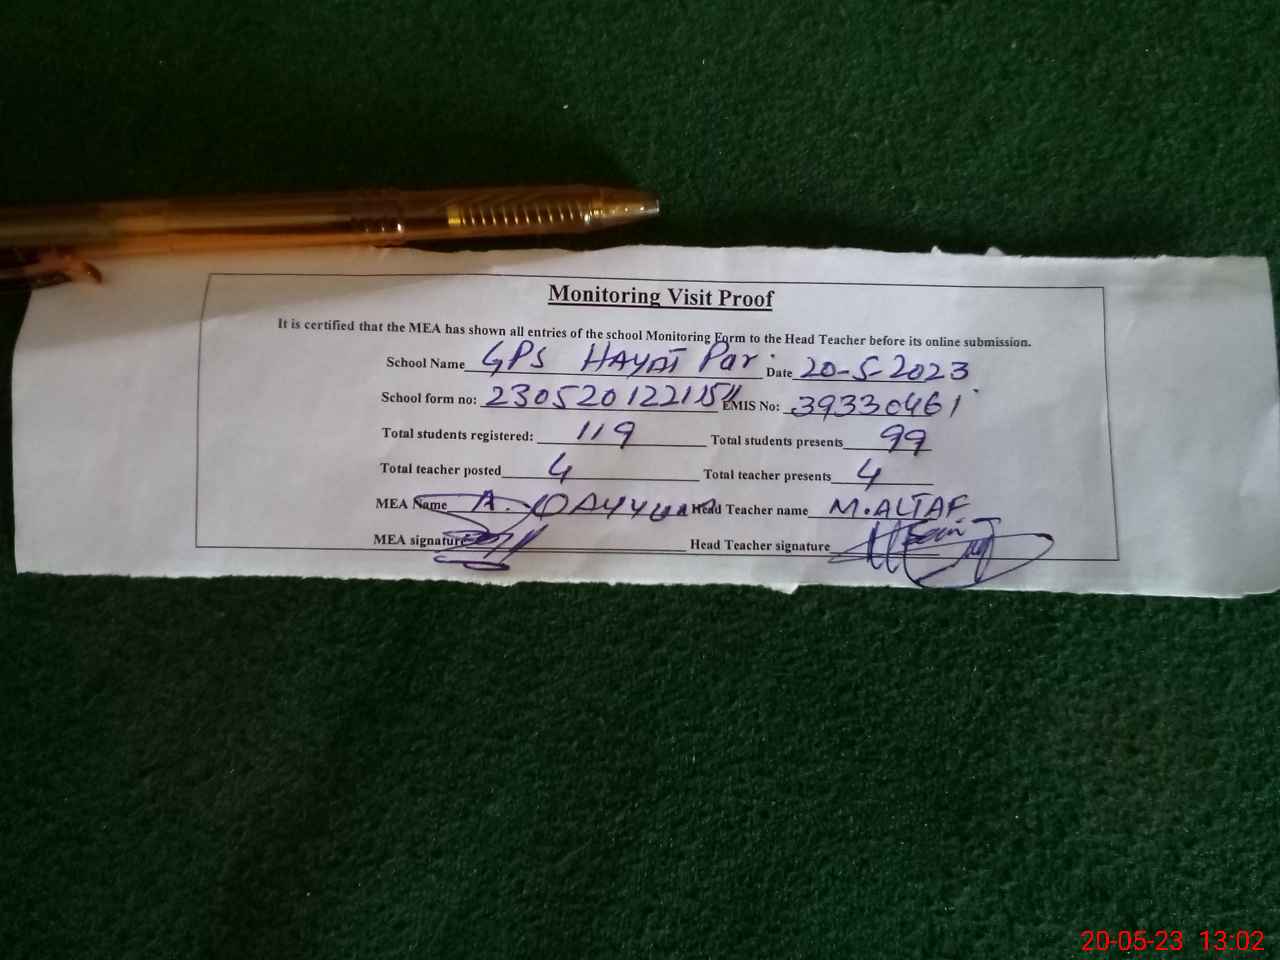 Monitoring Visit Proof
It is certified that the MEA has shown all entries of the school Monitoring Form to the Head Teacher before its online submission.
School Name GPS HAYAT Par Date 20-5-2023
School form no: EMIS No: 39330461
Total students registered: 119 Total students presents 99
Total teacher posted 4 Total teacher presents 4
MEA Name A. QAYYUM Head Teacher name M.ALTAF
MEA signature Head Teacher signature
20-05-23 13:02